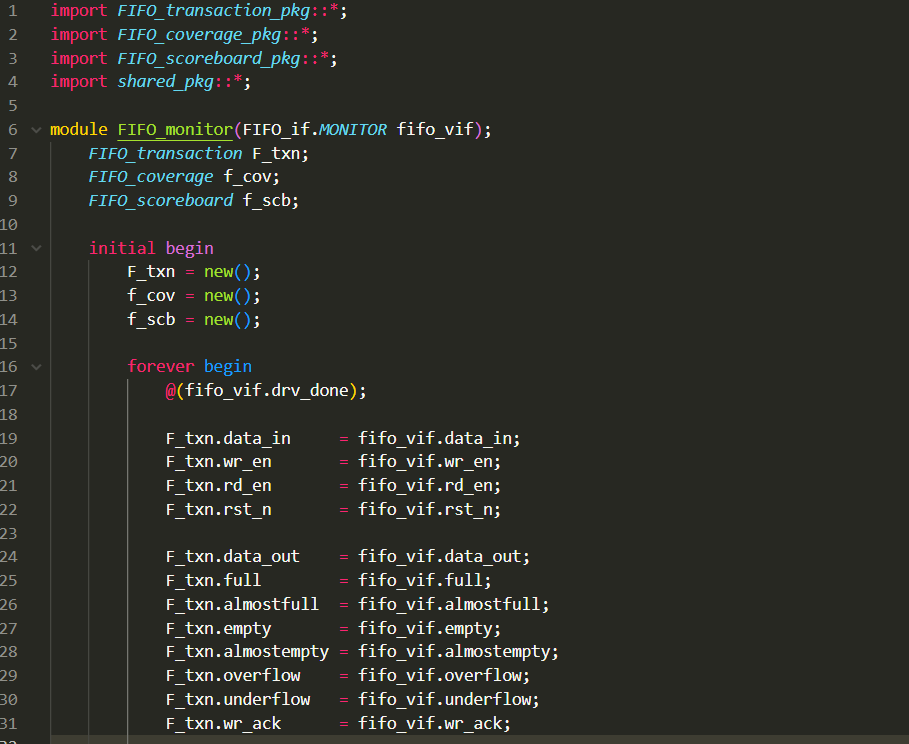 1 import FIFO_transaction_pkg::*;
2 import FIFO_coverage_pkg::*;
3 import FIFO_scoreboard_pkg::*;
4 import shared_pkg::*;
5
6 module FIFO_monitor(FIFO_if.MONITOR fifo_vif);
7     FIFO_transaction F_txn;
8     FIFO_coverage f_cov;
9     FIFO_scoreboard f_scb;
10
11     initial begin
12         F_txn = new();
13         f_cov = new();
14         f_scb = new();
15
16         forever begin
17             @(fifo_vif.drv_done);
18
19             F_txn.data_in     = fifo_vif.data_in;
20             F_txn.wr_en       = fifo_vif.wr_en;
21             F_txn.rd_en       = fifo_vif.rd_en;
22             F_txn.rst_n       = fifo_vif.rst_n;
23
24             F_txn.data_out    = fifo_vif.data_out;
25             F_txn.full        = fifo_vif.full;
26             F_txn.almostfull  = fifo_vif.almostfull;
27             F_txn.empty       = fifo_vif.empty;
28             F_txn.almostempty = fifo_vif.almostempty;
29             F_txn.overflow    = fifo_vif.overflow;
30             F_txn.underflow   = fifo_vif.underflow;
31             F_txn.wr_ack      = fifo_vif.wr_ack;